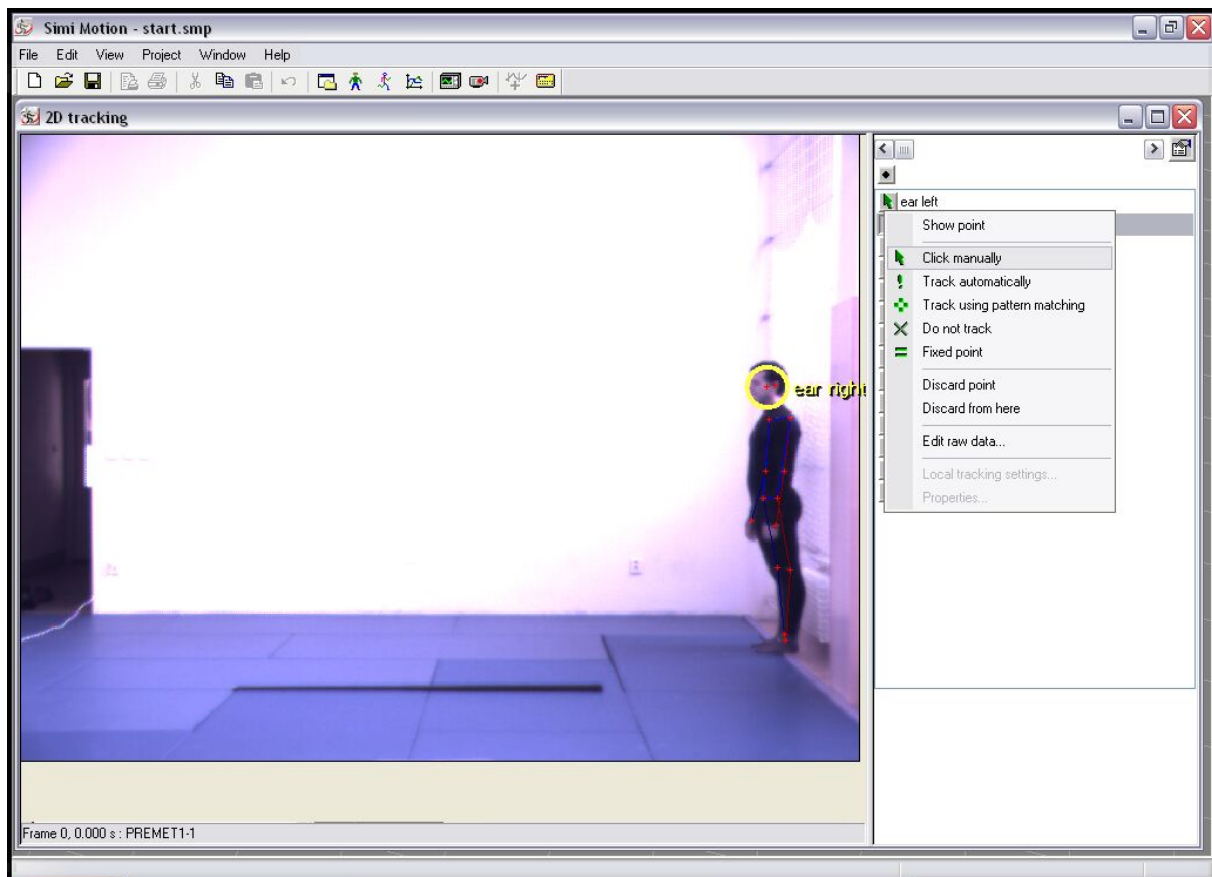 Simi Motion - start.smp
File Edit View Project Window Help
2D tracking
ear left
Show point
Click manually
Track automatically
Track using pattern matching
Do not track
Fixed point
Discard point
Discard from here
Edit raw data...
Local tracking settings...
Properties...
ear right
Frame 0, 0.000 s : PREMET1-1